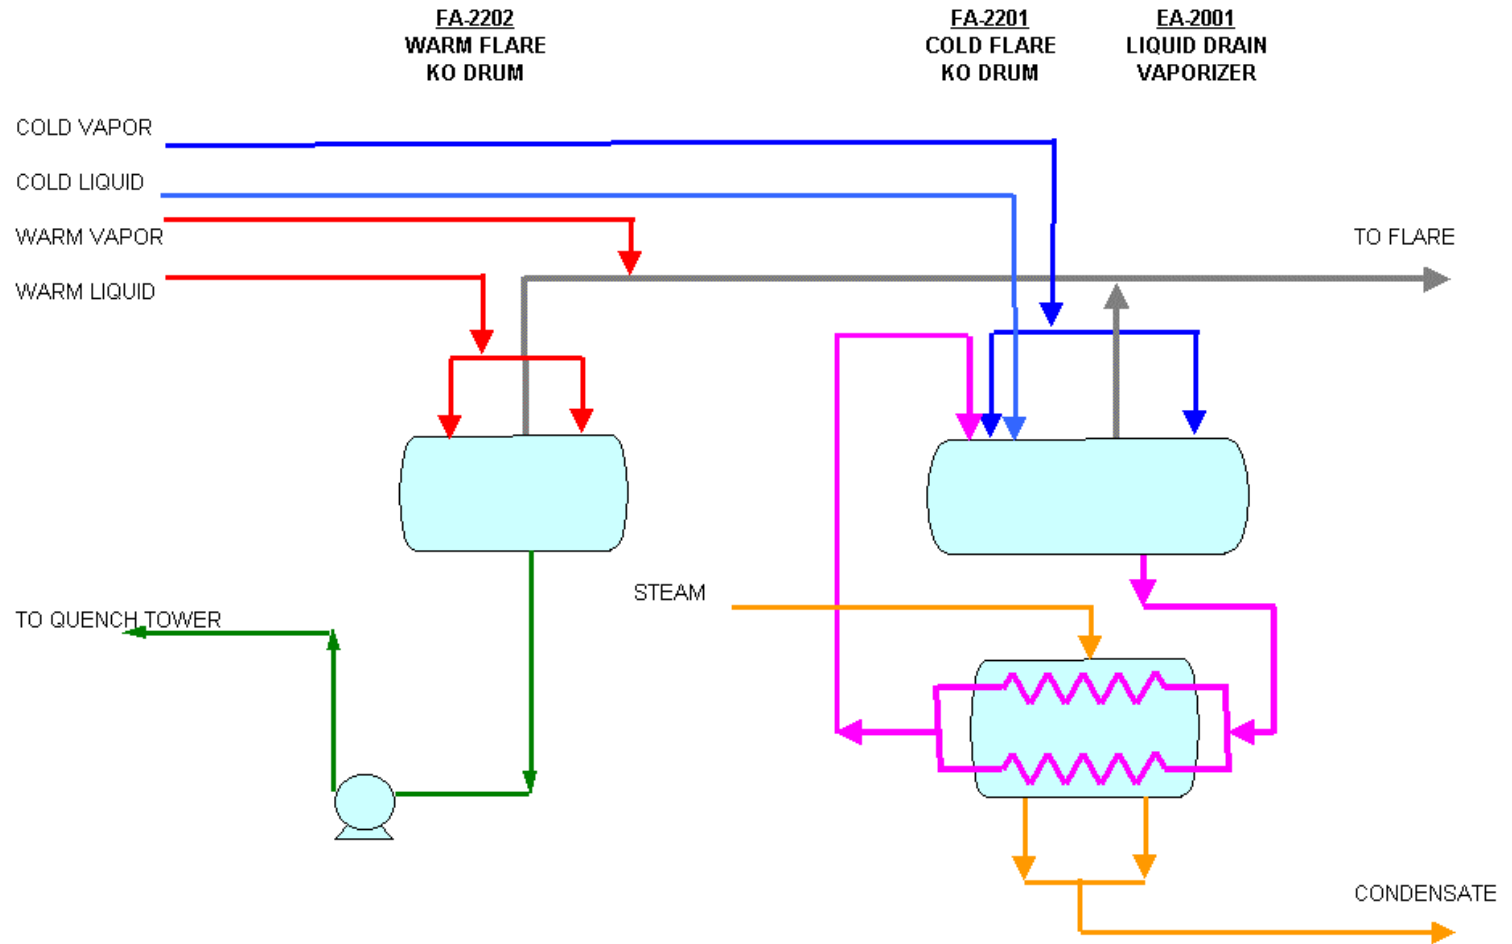 FA-2202
WARM FLARE
KO DRUM
FA-2201
COLD FLARE
KO DRUM
EA-2001
LIQUID DRAIN
VAPORIZER
COLD VAPOR
COLD LIQUID
WARM VAPOR
WARM LIQUID
TO FLARE
STEAM
TO QUENCH TOWER
CONDENSATE